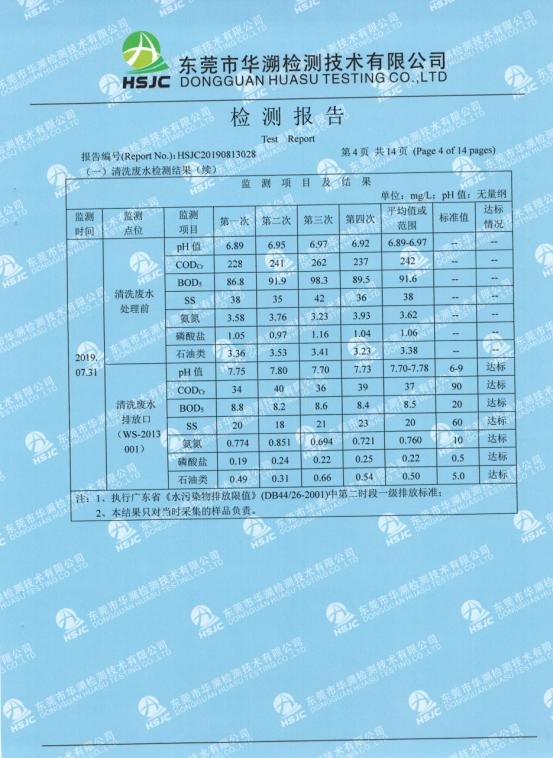 HSJC
东莞市华溯检测技术有限公司
DONGGUAN HUASU TESTING CO.,LTD
检测报告
Test Report
报告编号(Report No.): HSJC20190813028 第4页 共14页 (Page 4 of 14 pages)
(一) 清洗废水检测结果(续)
监测项目及结果
单位: mg/L; pH 值: 无量纲
监测时间 监测点位 监测项目 第一次 第二次 第三次 第四次 平均值或范围 标准值 达标情况
2019.07.31
清洗废水处理前
pH 值 6.89 6.95 6.97 6.92 6.89-6.97 -- --
CODCr 228 241 262 237 242 -- --
BOD5 86.8 91.9 98.3 89.5 91.6 -- --
SS 38 35 42 36 38 -- --
氨氮 3.58 3.76 3.23 3.93 3.62 -- --
磷酸盐 1.05 0.97 1.16 1.04 1.06 -- --
石油类 3.36 3.53 3.41 3.23 3.38 -- --
清洗废水排放口(WS-2013001)
pH 值 7.75 7.80 7.70 7.73 7.70-7.78 6-9 达标
CODCr 34 40 36 39 37 90 达标
BOD5 8.8 8.2 8.6 8.4 8.5 20 达标
SS 20 18 21 23 20 60 达标
氨氮 0.774 0.851 0.694 0.721 0.760 10 达标
磷酸盐 0.19 0.24 0.22 0.25 0.22 0.5 达标
石油类 0.49 0.31 0.66 0.54 0.50 5.0 达标
注: 1、执行广东省《水污染物排放限值》(DB44/26-2001)中第二时段一级排放标准;
2、本结果只对当时采集的样品负责。